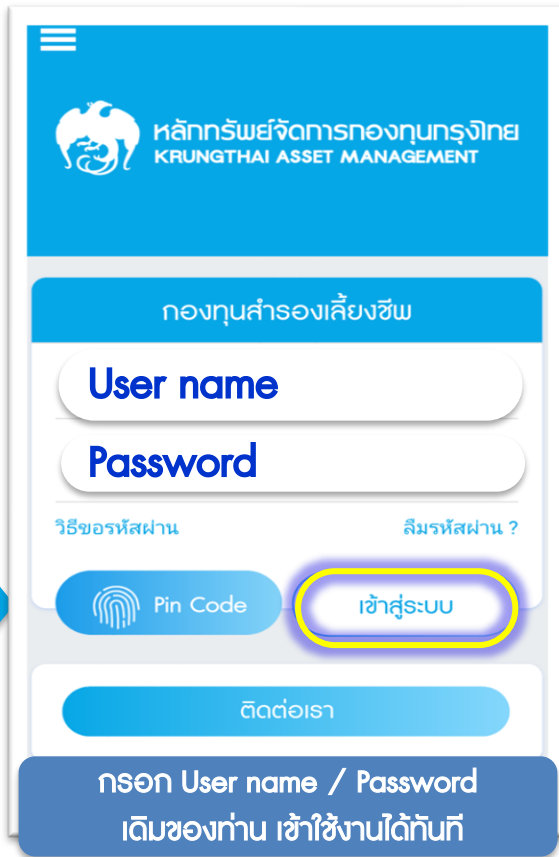 หลักทรัพย์จัดการกองทุนกรุงไทย
KRUNGTHAI ASSET MANAGEMENT
กองทุนสำรองเลี้ยงชีพ
User name
Password
วิธีขอรหัสผ่าน ลืมรหัสผ่าน ?
Pin Code เข้าสู่ระบบ
ติดต่อเรา
กรอก User name / Password
เดิมของท่าน เข้าใช้งานได้ทันที